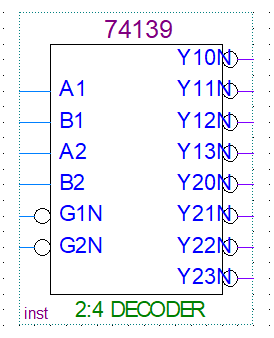 74139
Y10N
A1 Y11N
B1 Y12N
A2 Y13N
B2 Y20N
G1N Y21N
G2N Y22N
Y23N
inst 2:4 DECODER